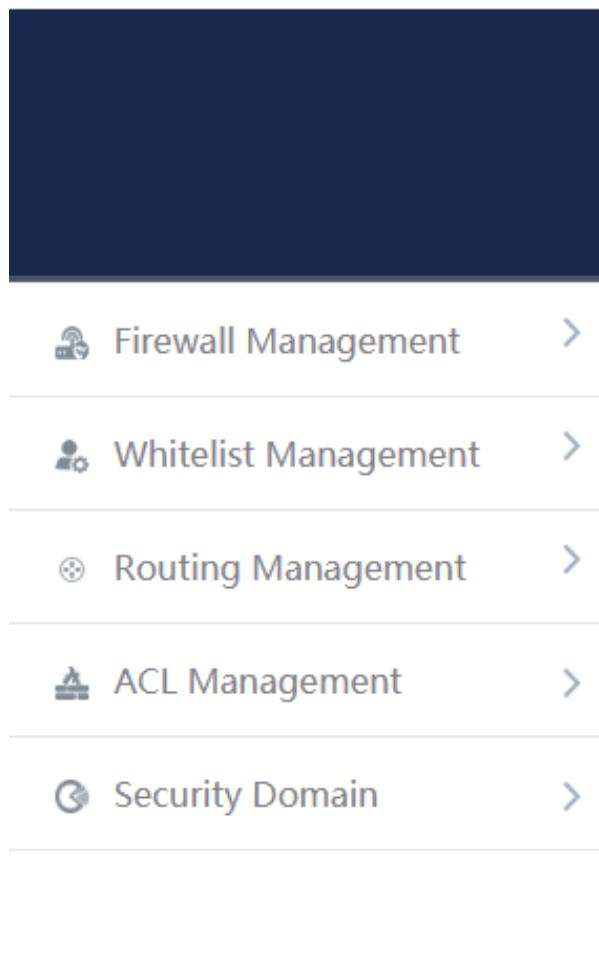 Firewall Management
Whitelist Management
Routing Management
ACL Management
Security Domain